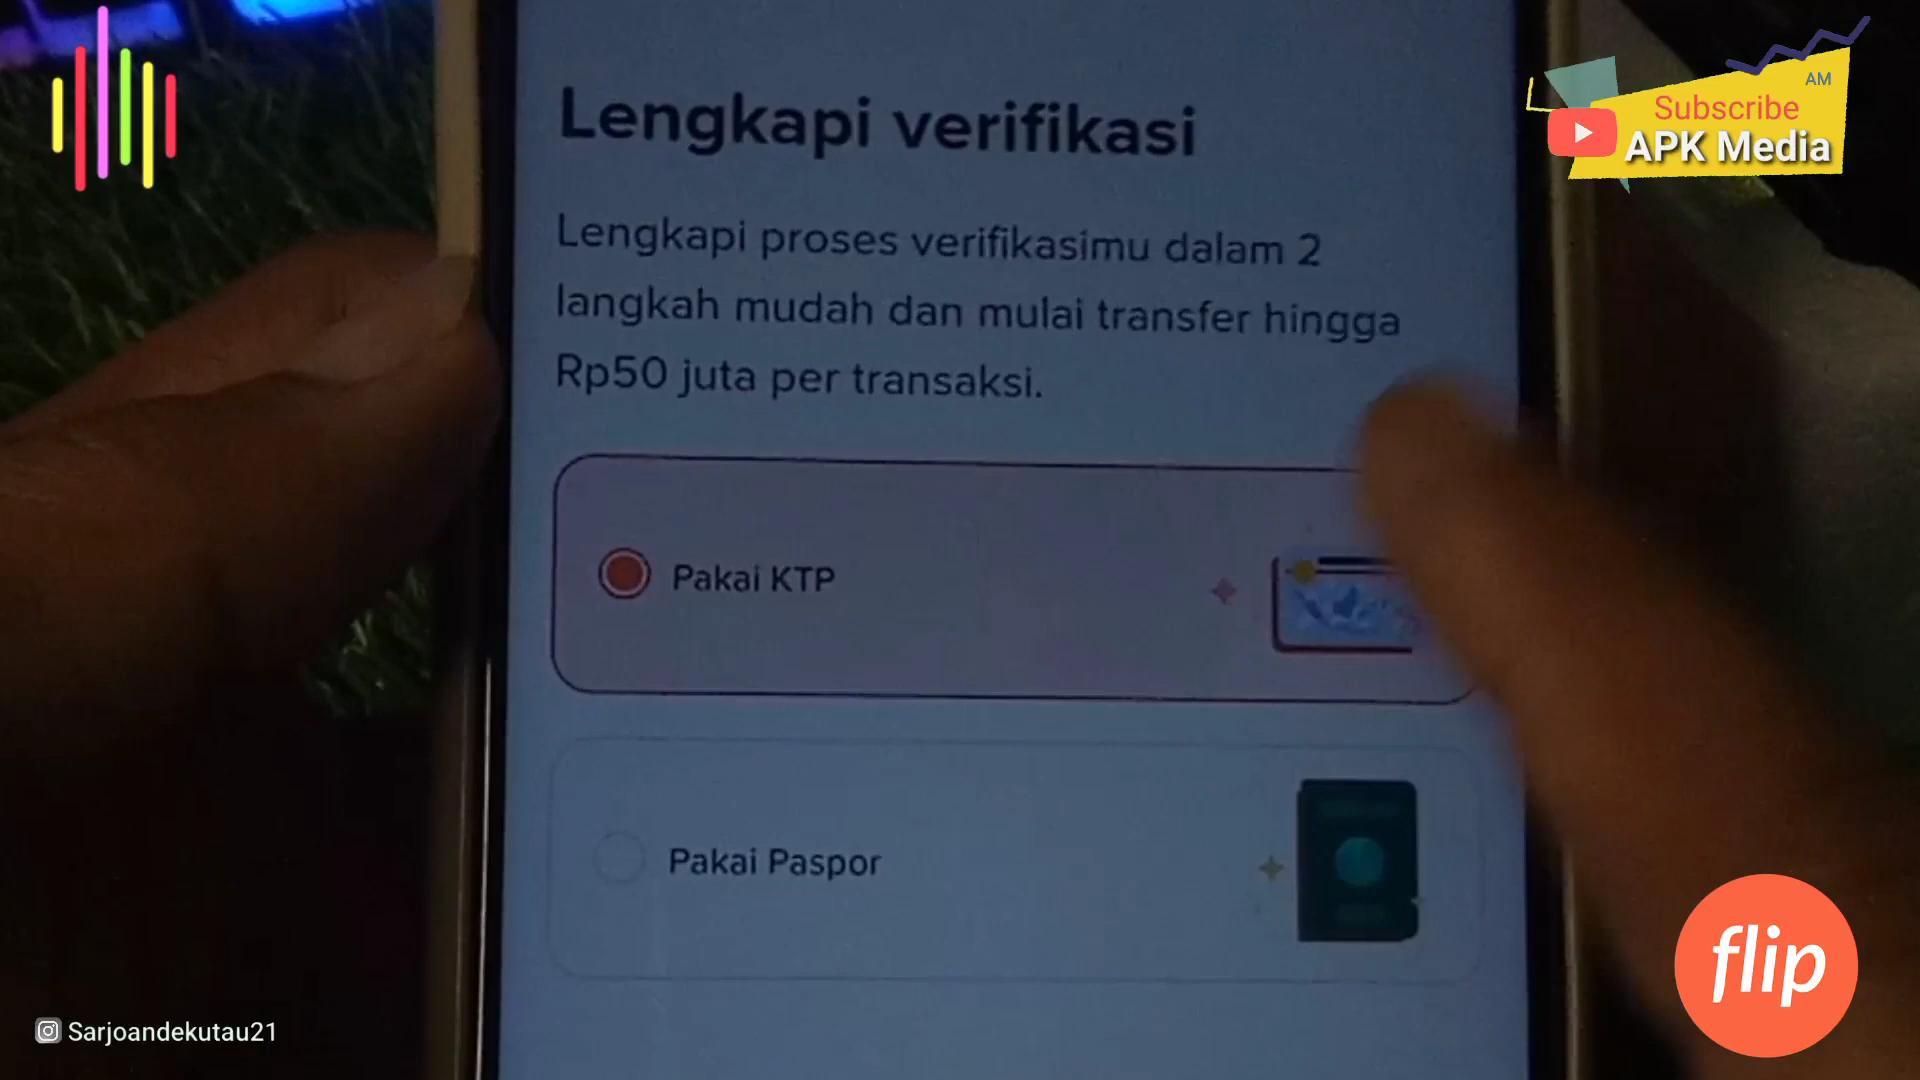 Lengkapi verifikasi
Lengkapi proses verifikasimu dalam 2
langkah mudah dan mulai transfer hingga
Rp50 juta per transaksi.
Pakai KTP
Pakai Paspor
AM
Subscribe
APK Media
flip
Sarjoandekutau21